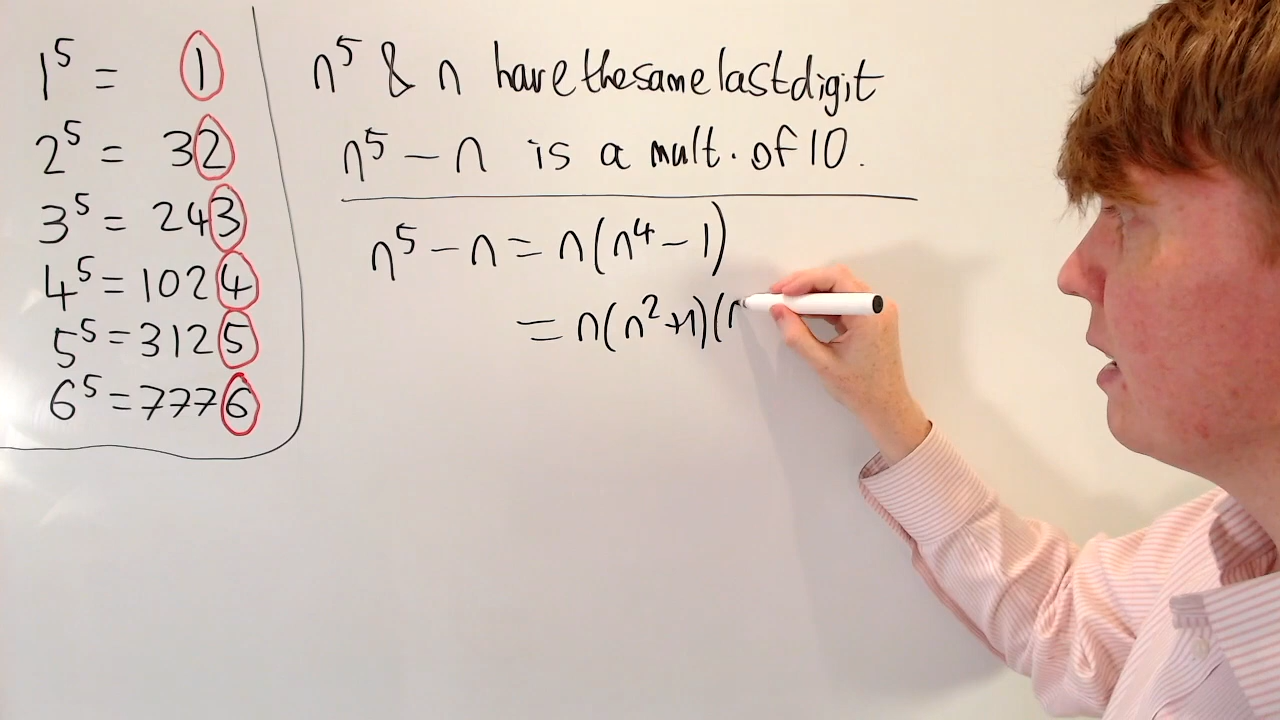 1⁵ = 1
2⁵ = 32
3⁵ = 243
4⁵ = 1024
5⁵ = 3125
6⁵ = 7776
n⁵ & n have the same last digit
n⁵ − n is a mult. of 10.
n⁵ − n = n(n⁴ − 1)
= n(n² + 1)(n